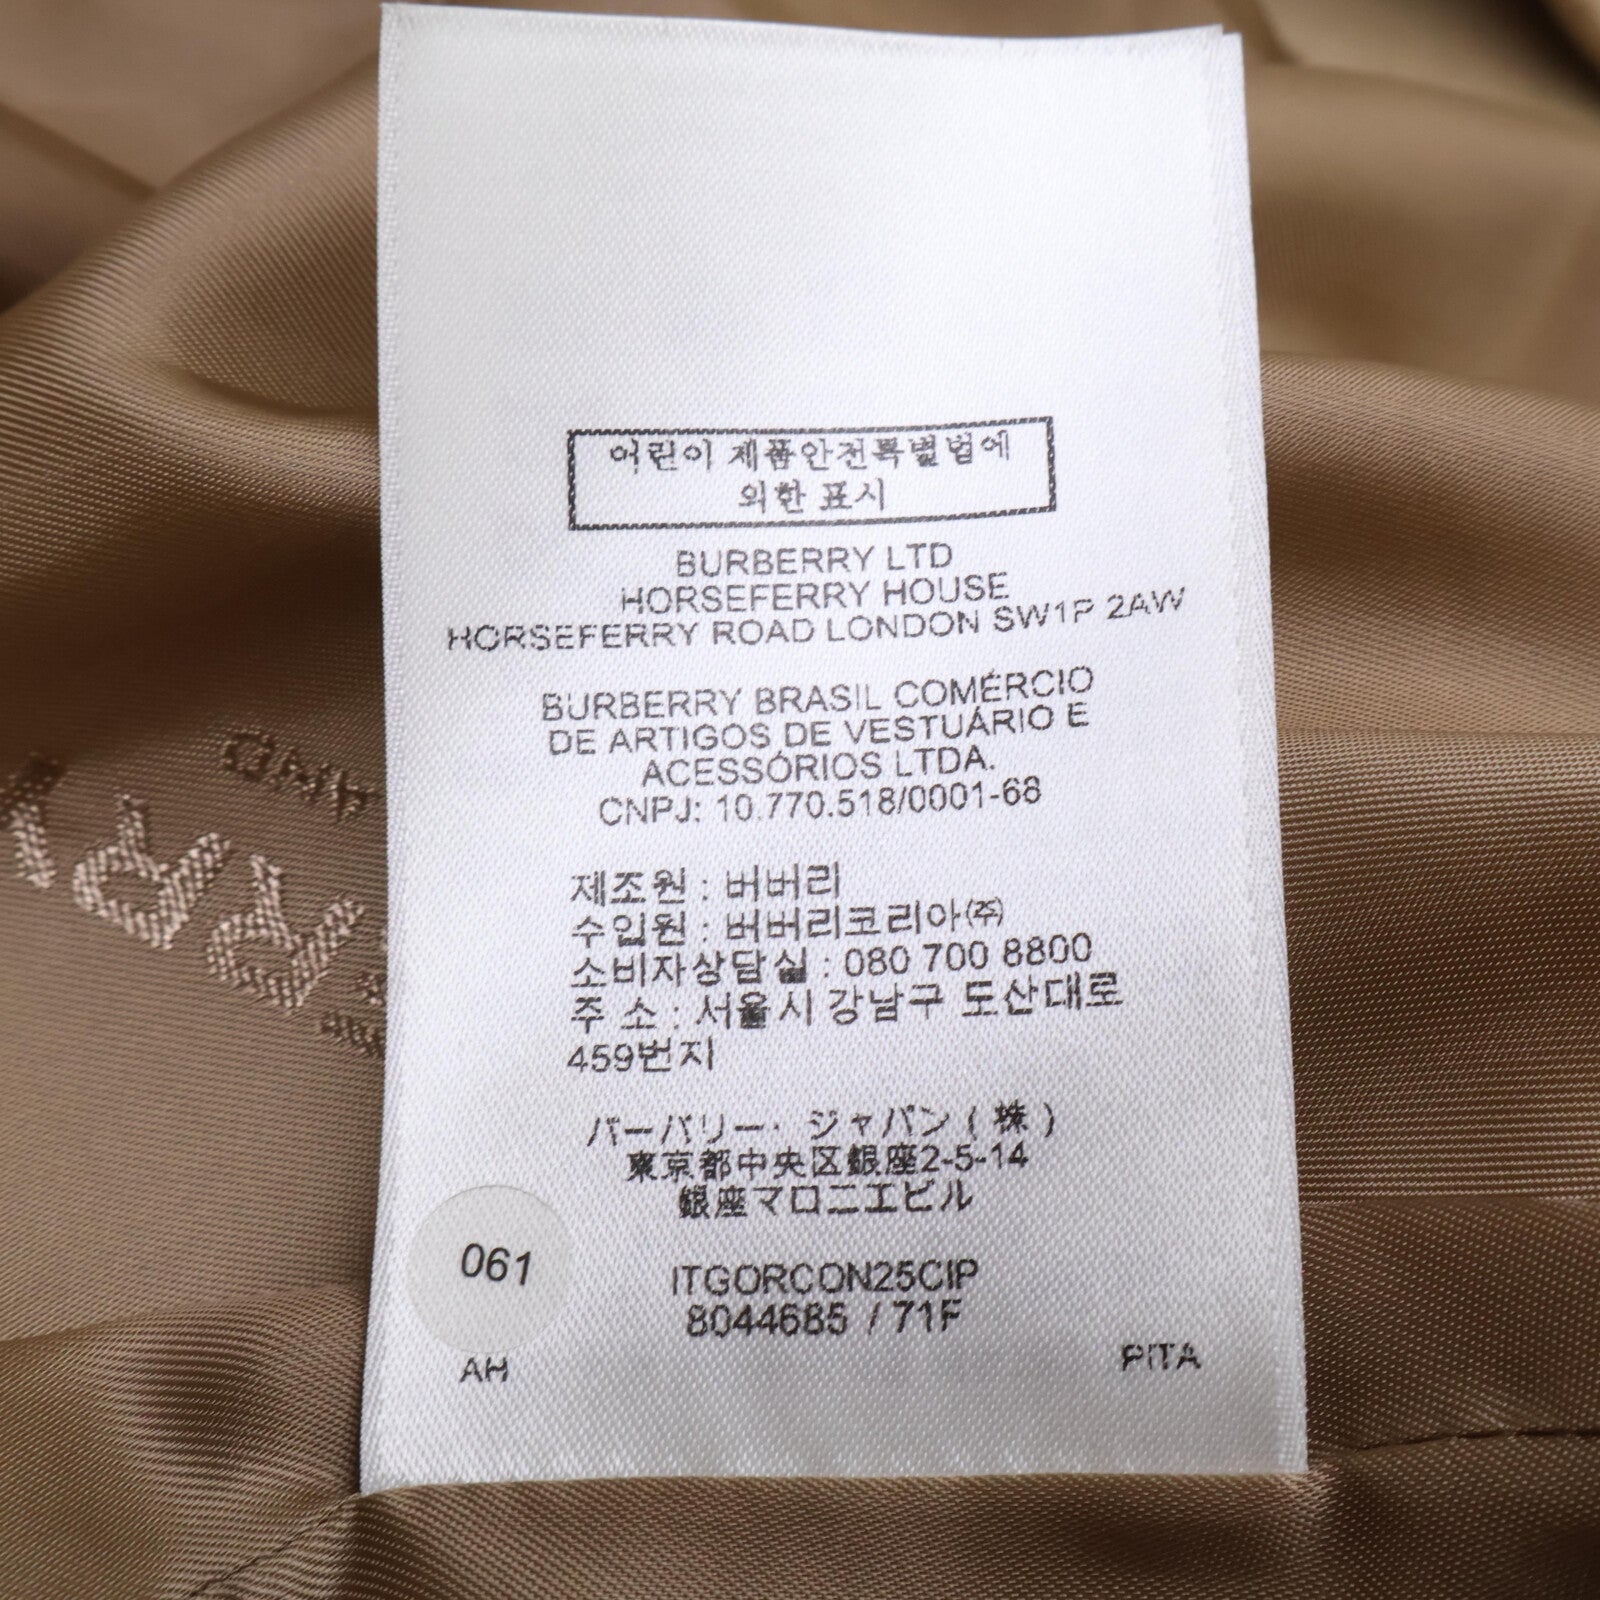 어린이 제품안전특별법에
의한 표시
BURBERRY LTD
HORSEFERRY HOUSE
HORSEFERRY ROAD LONDON SW1P 2AW
BURBERRY BRASIL COMÉRCIO
DE ARTIGOS DE VESTUÁRIO E
ACESSÓRIOS LTDA.
CNPJ: 10.770.518/0001-68
제조원 : 버버리
수입원 : 버버리코리아(주)
소비자상담실 : 080 700 8800
주 소 : 서울시 강남구 도산대로
459번지
バーバリー・ジャパン(株)
東京都中央区銀座2-5-14
銀座マロニエビル
061
ITGORCON25CIP
8044685 / 71F
AH
PITA